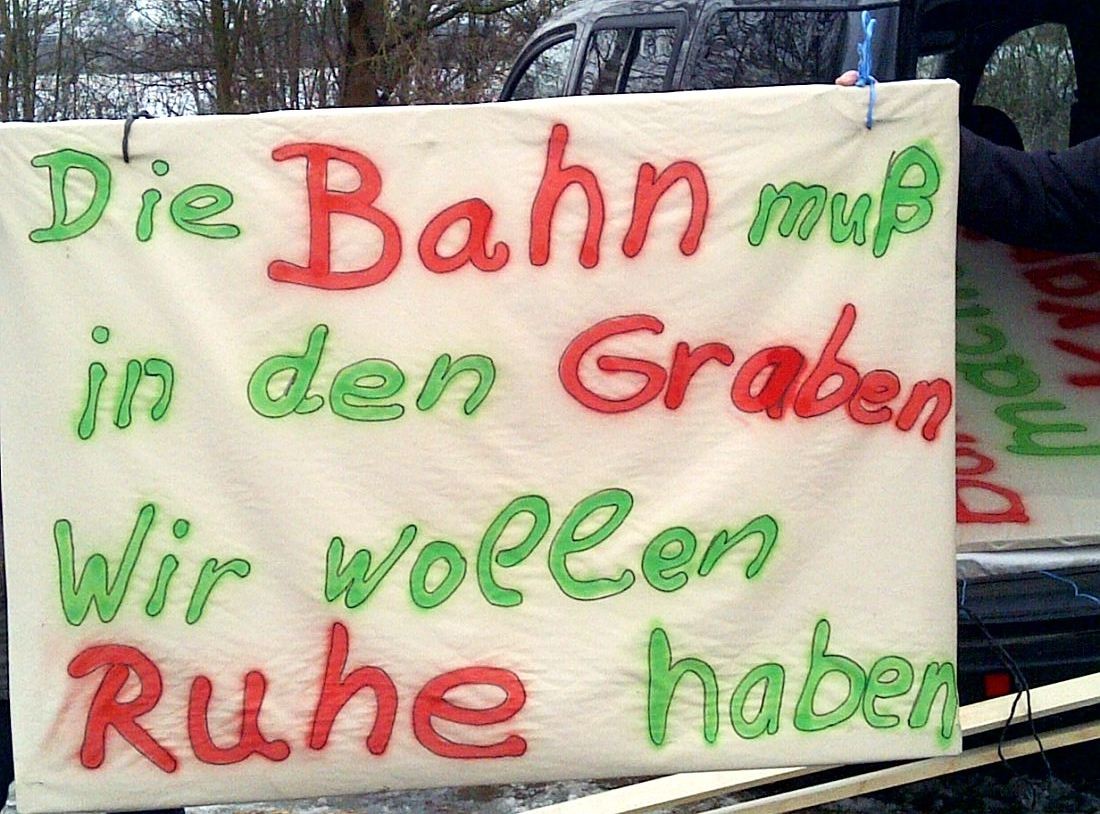 Die Bahn muß
in den Graben
Wir wollen
Ruhe haben